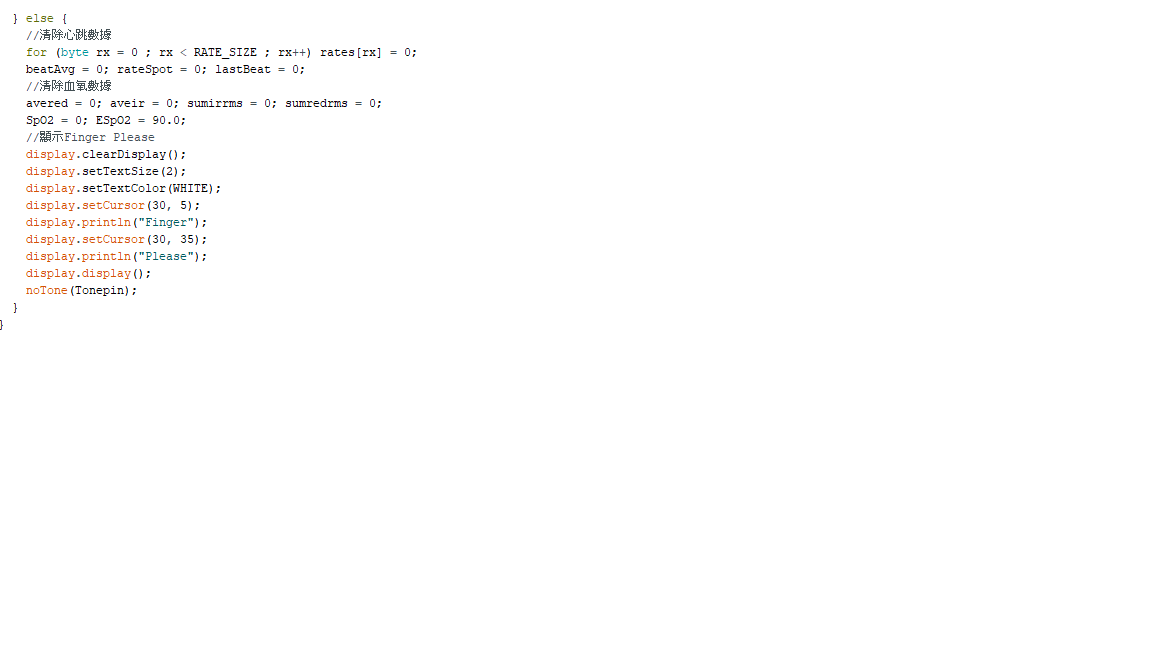 } else {
//清除心跳數據
for (byte rx = 0 ; rx < RATE_SIZE ; rx++) rates[rx] = 0;
beatAvg = 0; rateSpot = 0; lastBeat = 0;
//清除血氧數據
avered = 0; aveir = 0; sumirrms = 0; sumredrms = 0;
SpO2 = 0; ESpO2 = 90.0;
//顯示Finger Please
display.clearDisplay();
display.setTextSize(2);
display.setTextColor(WHITE);
display.setCursor(30, 5);
display.println("Finger");
display.setCursor(30, 35);
display.println("Please");
display.display();
noTone(Tonepin);
}
}